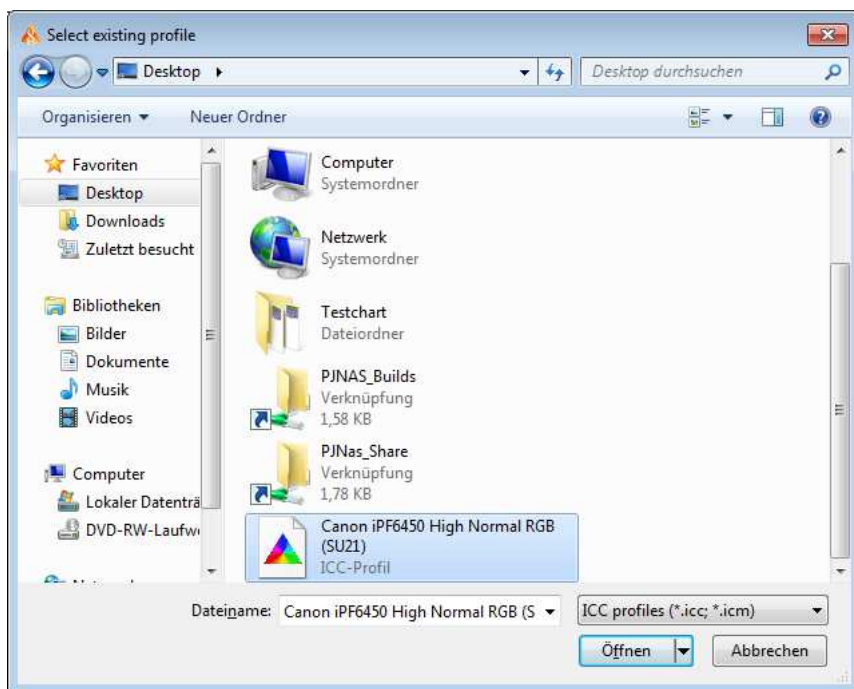 Select existing profile
Desktop
Desktop durchsuchen
Organisieren
Neuer Ordner
Favoriten
Desktop
Downloads
Zuletzt besucht
Bibliotheken
Bilder
Dokumente
Musik
Videos
Computer
Lokaler Datenträ
DVD-RW-Laufw
Computer
Systemordner
Netzwerk
Systemordner
Testchart
Dateiordner
PJNAS_Builds
Verknüpfung
1,58 KB
PJNas_Share
Verknüpfung
1,78 KB
Canon iPF6450 High Normal RGB
(SU21)
ICC-Profil
Dateiname: Canon iPF6450 High Normal RGB (S
ICC profiles (*.icc; *.icm)
Öffnen
Abbrechen